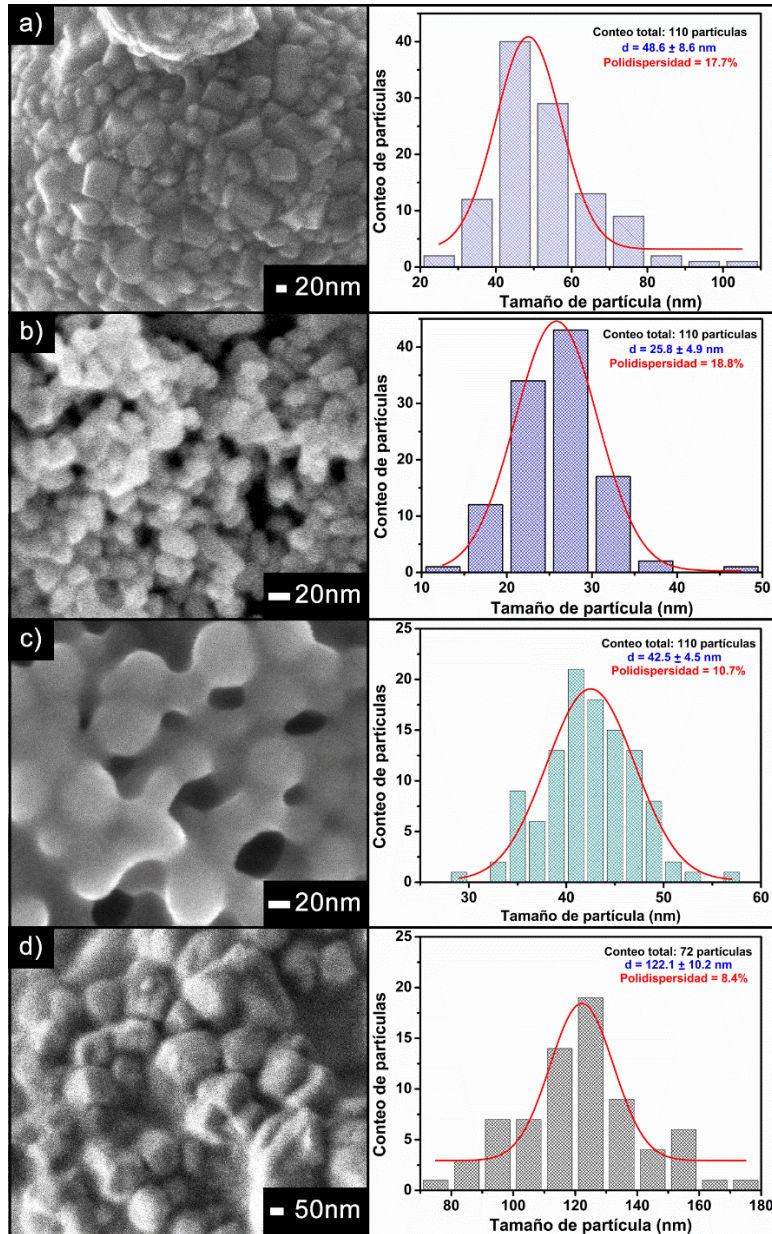 a)
20nm
Conteo total: 110 partículas
d = 48.6 ± 8.6 nm
Polidispersidad = 17.7%
Conteo de partículas
40
30
20
10
0
20 40 60 80 100
Tamaño de partícula (nm)
b)
20nm
Conteo total: 110 partículas
d = 25.8 ± 4.9 nm
Polidispersidad = 18.8%
Conteo de partículas
40
30
20
10
0
10 20 30 40 50
Tamaño de partícula (nm)
c)
20nm
Conteo total: 110 partículas
d = 42.5 ± 4.5 nm
Polidispersidad = 10.7%
Conteo de partículas
25
20
15
10
5
0
30 40 50 60
Tamaño de partícula (nm)
d)
50nm
Conteo total: 72 partículas
d = 122.1 ± 10.2 nm
Polidispersidad = 8.4%
Conteo de partículas
25
20
15
10
5
0
80 100 120 140 160 180
Tamaño de partícula (nm)